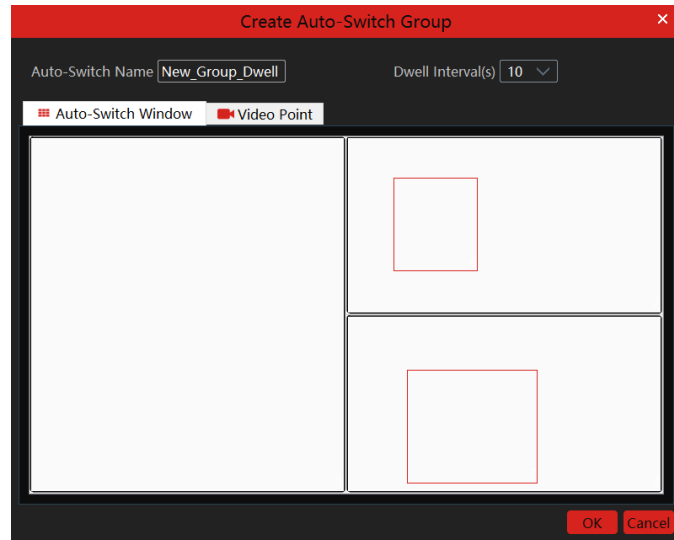 Create Auto-Switch Group
Auto-Switch Name New_Group_Dwell Dwell Interval(s) 10
Auto-Switch Window Video Point
OK Cancel